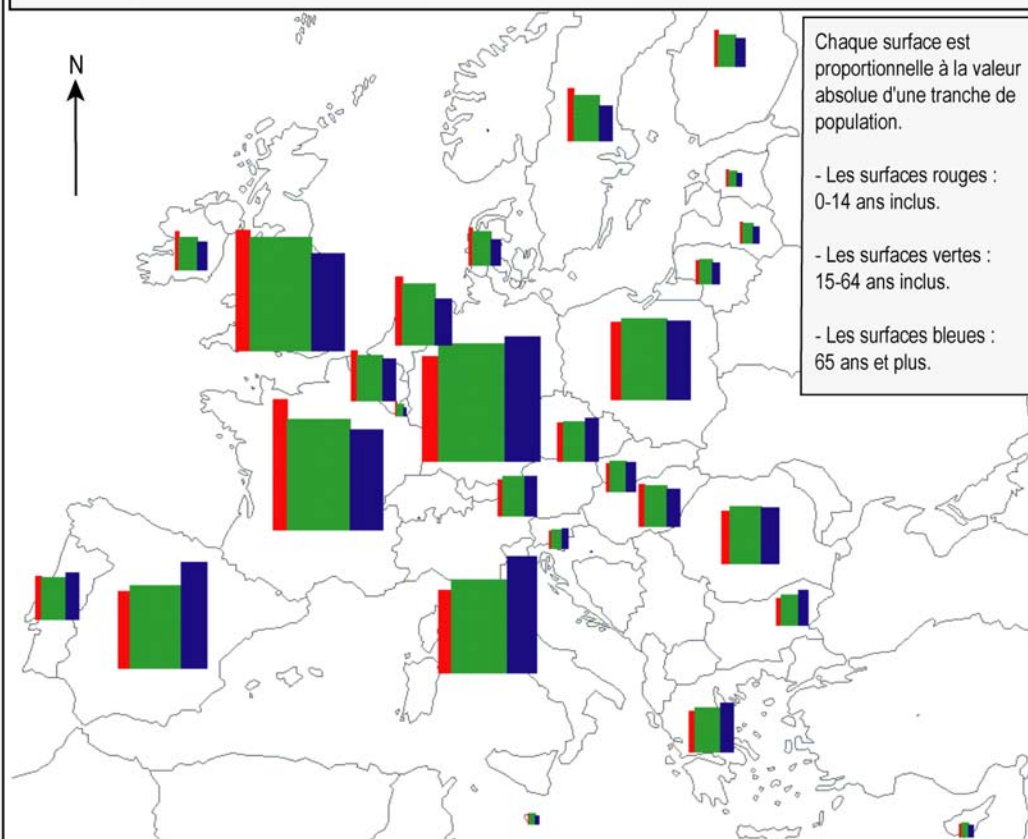 N
Chaque surface est
proportionnelle à la valeur
absolue d'une tranche de
population.
- Les surfaces rouges :
0-14 ans inclus.
- Les surfaces vertes :
15-64 ans inclus.
- Les surfaces bleues :
65 ans et plus.